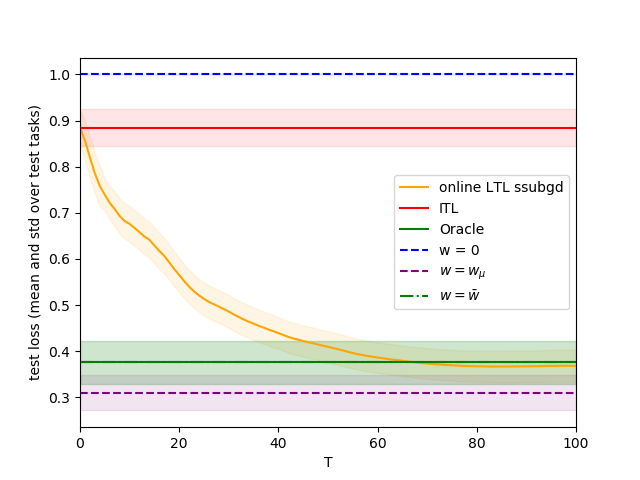 test loss (mean and std over test tasks)
1.0
0.9
0.8
0.7
0.6
0.5
0.4
0.3
online LTL ssubgd
ITL
Oracle
w = 0
w = w_μ
w = w̄
0 20 40 60 80 100
T